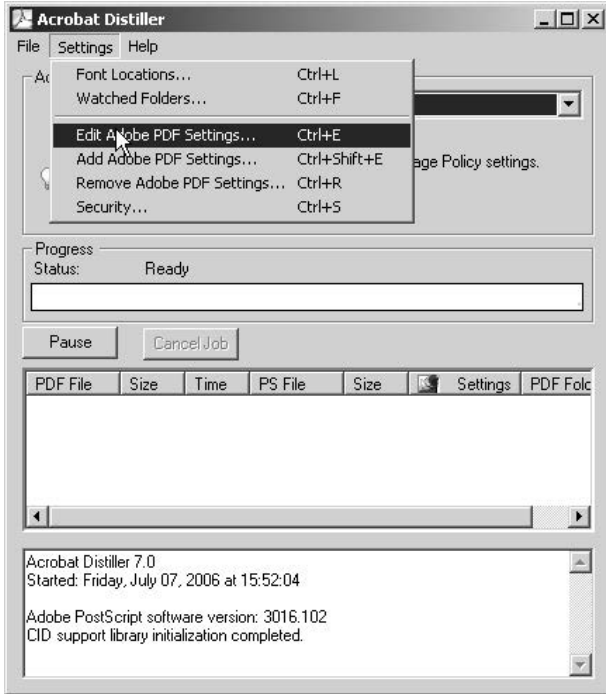 Acrobat Distiller
File Settings Help
Font Locations... Ctrl+L
Watched Folders... Ctrl+F
Edit Adobe PDF Settings... Ctrl+E
Add Adobe PDF Settings... Ctrl+Shift+E
age Policy settings.
Remove Adobe PDF Settings... Ctrl+R
Security... Ctrl+S
Progress
Status: Ready
Pause Cancel Job
PDF File Size Time PS File Size Settings PDF Fold
Acrobat Distiller 7.0
Started: Friday, July 07, 2006 at 15:52:04
Adobe PostScript software version: 3016.102
CID support library initialization completed.